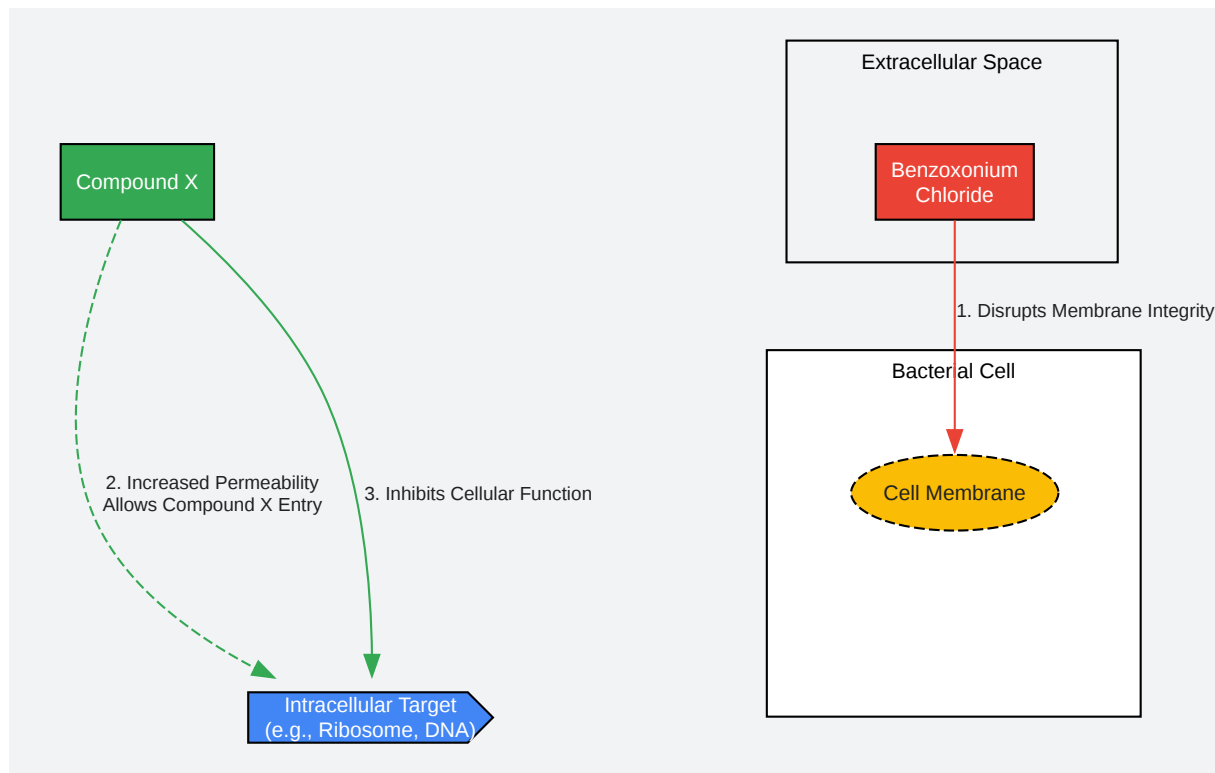 Extracellular Space
Compound X
Benzoxonium
Chloride
1. Disrupts Membrane Integrity
Bacterial Cell
2. Increased Permeability
Allows Compound X Entry
3. Inhibits Cellular Function
Cell Membrane
Intracellular Target
(e.g., Ribosome, DNA)